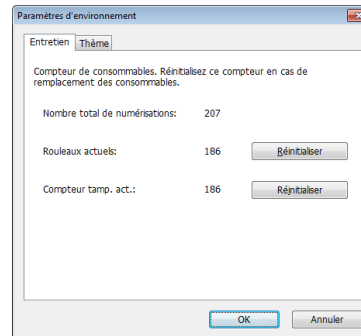 Paramètres d'environnement
Entretien Thème
Compteur de consommables. Réinitialisez ce compteur en cas de
remplacement des consommables.
Nombre total de numérisations: 207
Rouleaux actuels: 186 Réinitialiser
Compteur tamp. act.: 186 Réinitialiser
OK Annuler